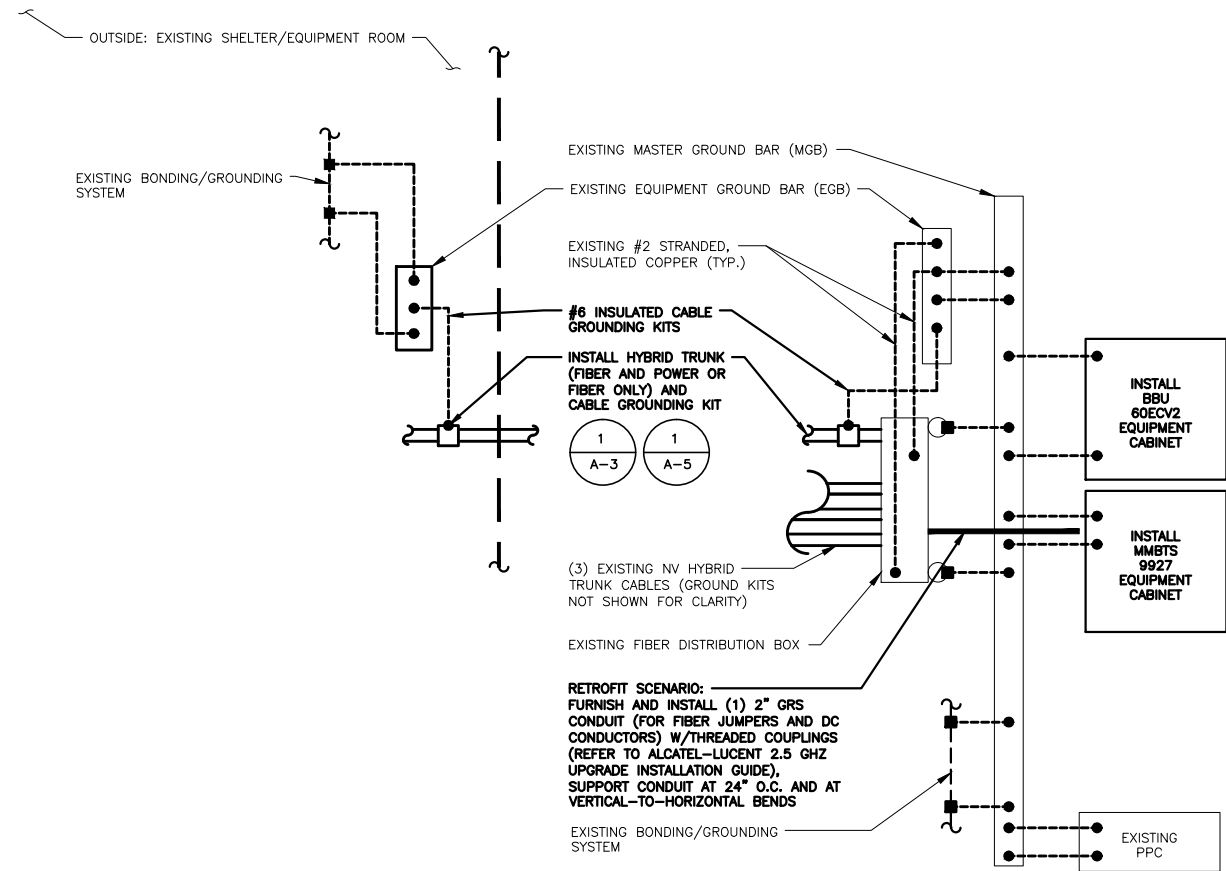 OUTSIDE: EXISTING SHELTER/EQUIPMENT ROOM
EXISTING BONDING/GROUNDING
SYSTEM
EXISTING MASTER GROUND BAR (MGB)
EXISTING EQUIPMENT GROUND BAR (EGB)
EXISTING #2 STRANDED,
INSULATED COPPER (TYP.)
#6 INSULATED CABLE
GROUNDING KITS
INSTALL HYBRID TRUNK
(FIBER AND POWER OR
FIBER ONLY) AND
CABLE GROUNDING KIT
1
A-3
1
A-5
(3) EXISTING NV HYBRID
TRUNK CABLES (GROUND KITS
NOT SHOWN FOR CLARITY)
EXISTING FIBER DISTRIBUTION BOX
RETROFIT SCENARIO:
FURNISH AND INSTALL (1) 2" GRS
CONDUIT (FOR FIBER JUMPERS AND DC
CONDUCTORS) W/THREADED COUPLINGS
(REFER TO ALCATEL-LUCENT 2.5 GHZ
UPGRADE INSTALLATION GUIDE),
SUPPORT CONDUIT AT 24" O.C. AND AT
VERTICAL-TO-HORIZONTAL BENDS
EXISTING BONDING/GROUNDING
SYSTEM
INSTALL
BBU
60ECV2
EQUIPMENT
CABINET
INSTALL
MMBTS
9927
EQUIPMENT
CABINET
EXISTING
PPC